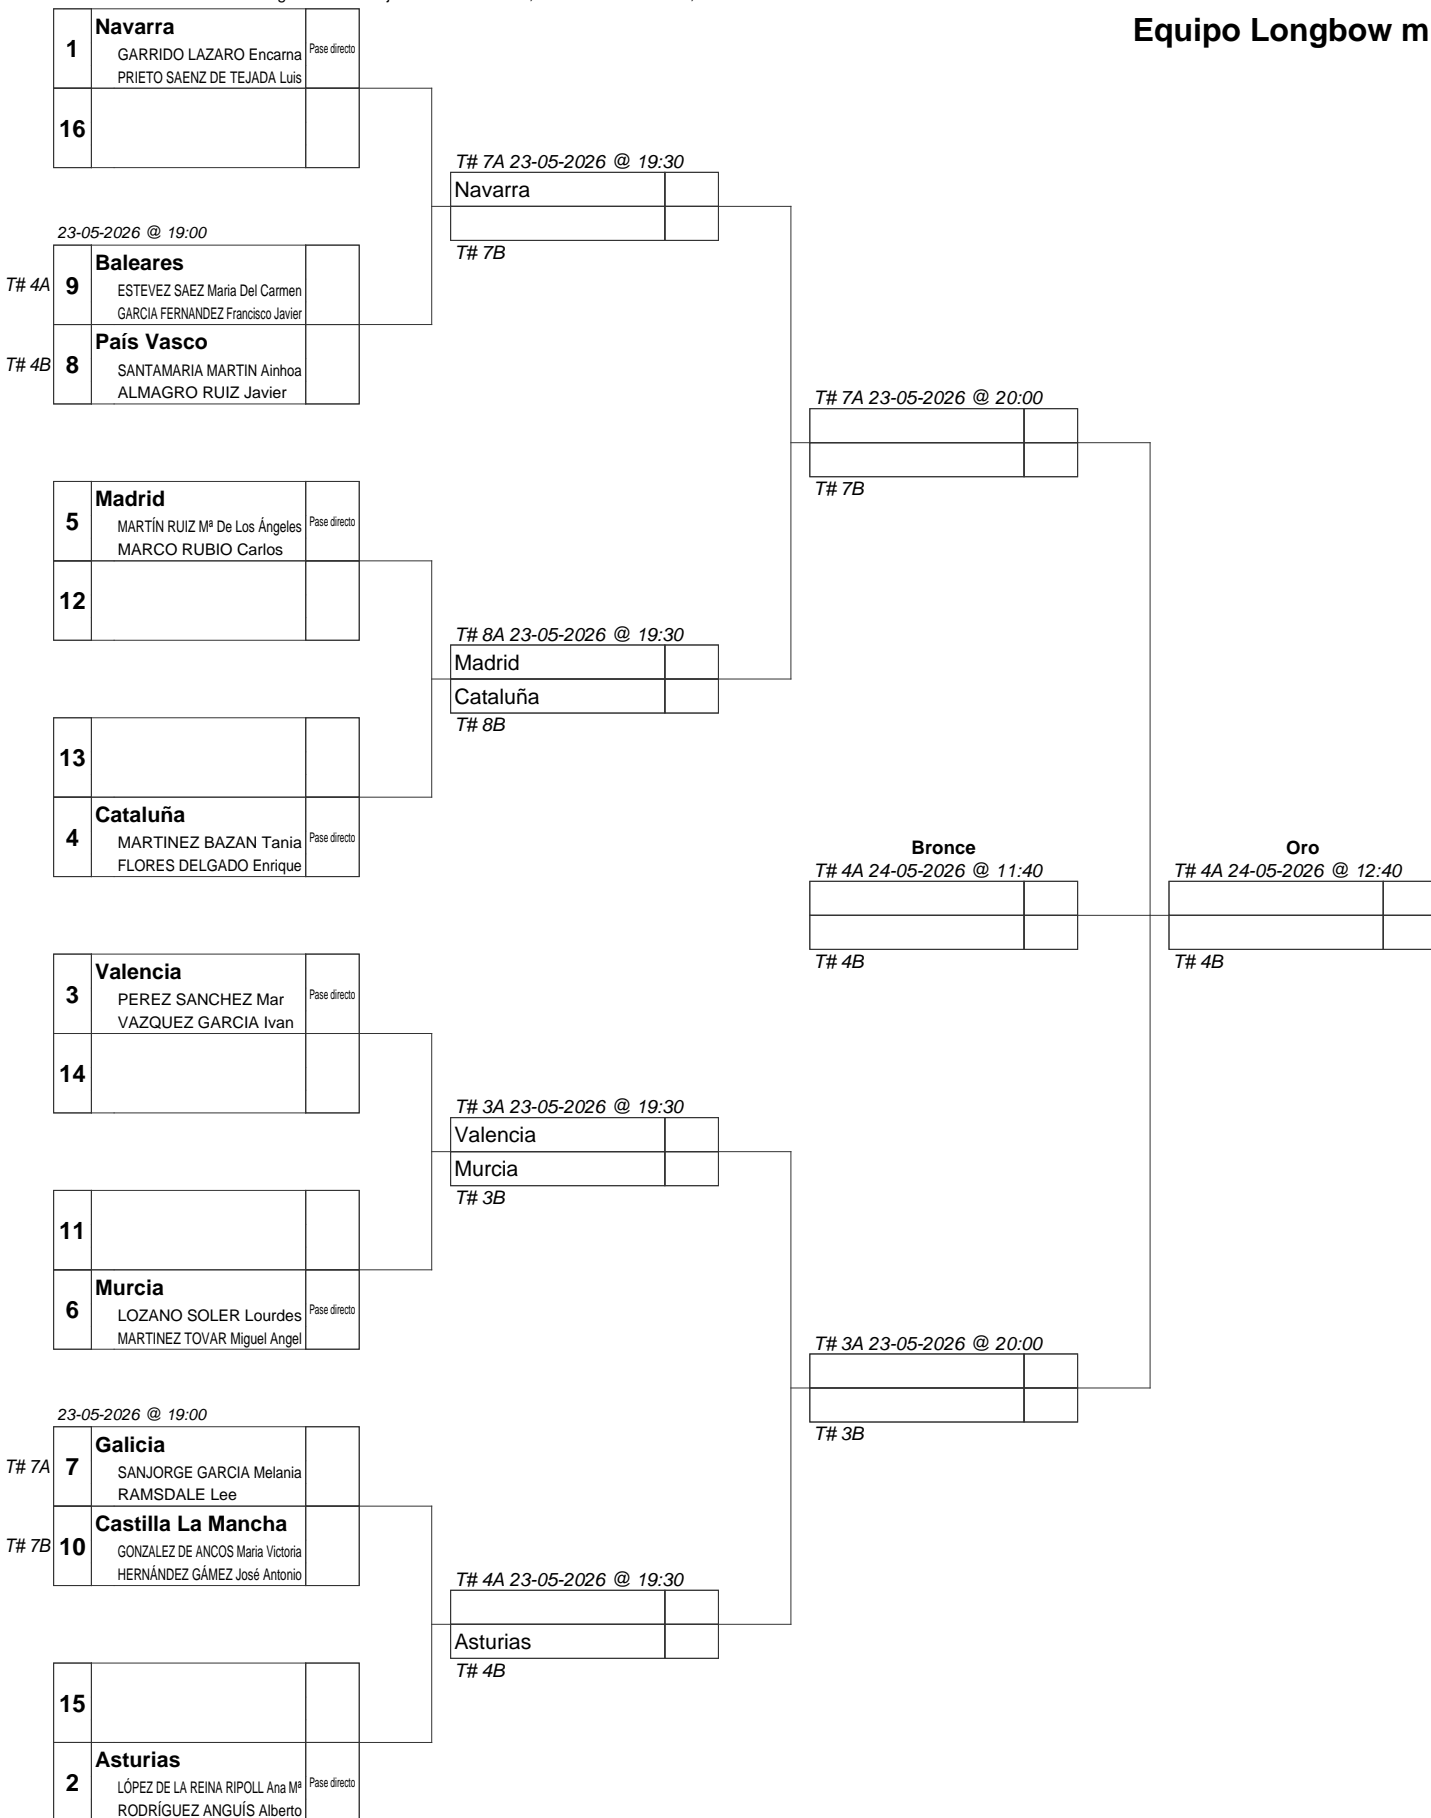 Equipo Longbow m
1
Navarra
GARRIDO LAZARO Encarna
Pase directo
PRIETO SAENZ DE TEJADA Luis
16
T# 7A 23-05-2026 @ 19:30
Navarra
T# 7B
23-05-2026 @ 19:00
T# 4A
9
Baleares
ESTEVEZ SAEZ Maria Del Carmen
GARCIA FERNANDEZ Francisco Javier
T# 4B
8
País Vasco
SANTAMARIA MARTIN Ainhoa
ALMAGRO RUIZ Javier
T# 7A 23-05-2026 @ 20:00
T# 7B
5
Madrid
MARTÍN RUIZ Mª De Los Ángeles
Pase directo
MARCO RUBIO Carlos
12
T# 8A 23-05-2026 @ 19:30
Madrid
Cataluña
T# 8B
13
4
Cataluña
MARTINEZ BAZAN Tania
Pase directo
FLORES DELGADO Enrique
Bronce
T# 4A 24-05-2026 @ 11:40
T# 4B
Oro
T# 4A 24-05-2026 @ 12:40
T# 4B
3
Valencia
PEREZ SANCHEZ Mar
Pase directo
VAZQUEZ GARCIA Ivan
14
T# 3A 23-05-2026 @ 19:30
Valencia
Murcia
T# 3B
11
6
Murcia
LOZANO SOLER Lourdes
Pase directo
MARTINEZ TOVAR Miguel Angel
T# 3A 23-05-2026 @ 20:00
T# 3B
23-05-2026 @ 19:00
T# 7A
7
Galicia
SANJORGE GARCIA Melania
RAMSDALE Lee
T# 7B
10
Castilla La Mancha
GONZALEZ DE ANCOS Maria Victoria
HERNÁNDEZ GÁMEZ José Antonio
T# 4A 23-05-2026 @ 19:30
Asturias
T# 4B
15
2
Asturias
LÓPEZ DE LA REINA RIPOLL Ana Mª
Pase directo
RODRÍGUEZ ANGUÍS Alberto